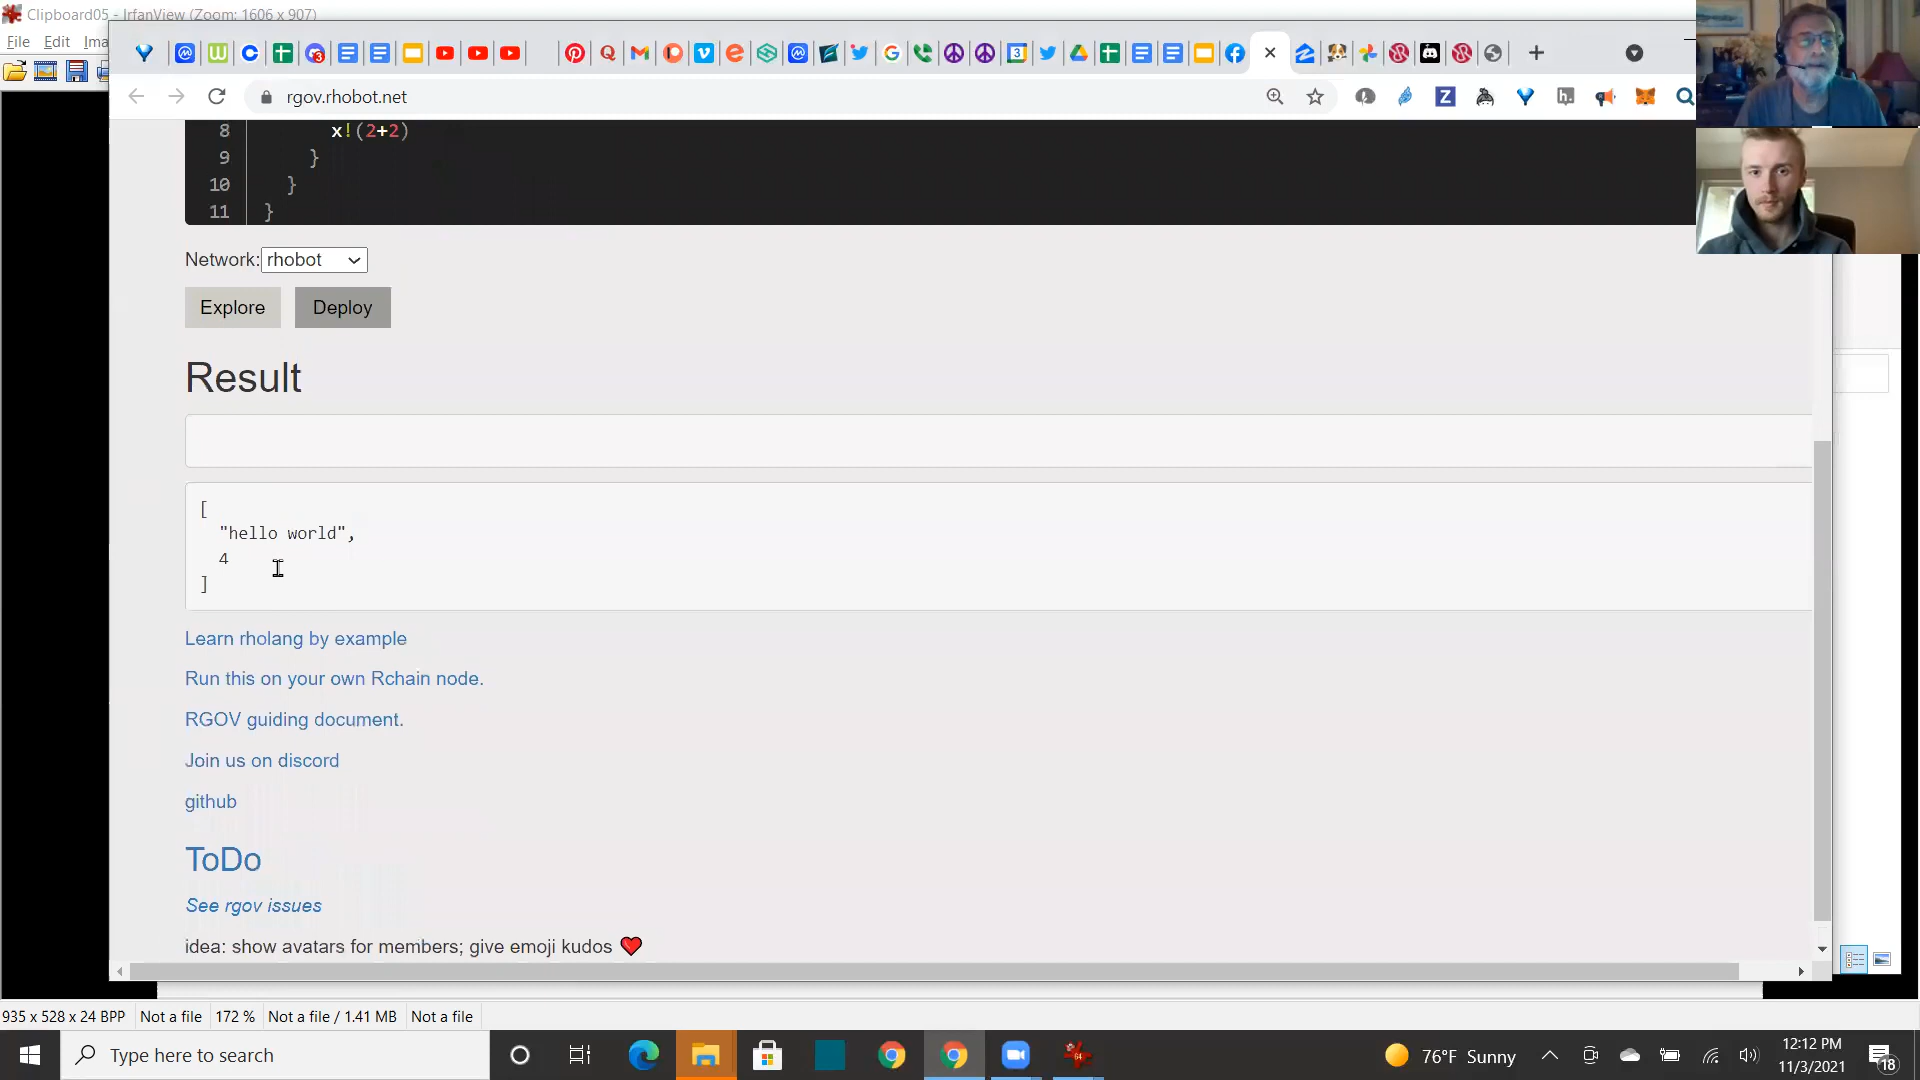 Clipboard05 - IrfanView (Zoom: 1606 x 907)
File Edit Ima
rgov.rhobot.net
8 x!(2+2)
9 }
10 }
11 }
Network: rhobot
Explore Deploy
Result
[
"hello world",
4
]
Learn rholang by example
Run this on your own Rchain node.
RGOV guiding document.
Join us on discord
github
ToDo
See rgov issues
idea: show avatars for members; give emoji kudos ❤
935 x 528 x 24 BPP Not a file 172 % Not a file / 1.41 MB Not a file
Type here to search
76°F Sunny
12:12 PM
11/3/2021
18